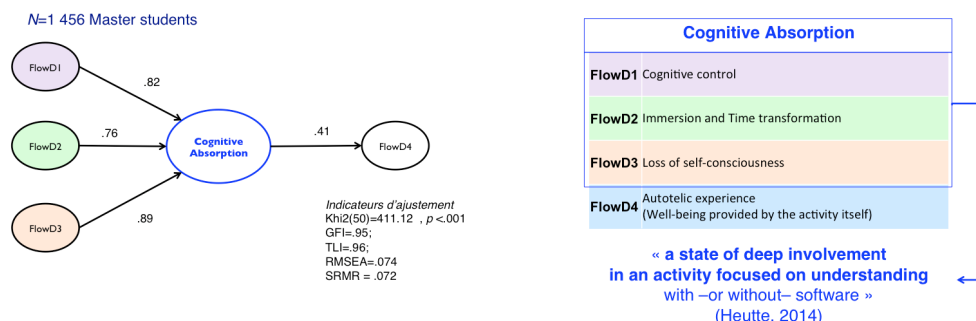 N=1 456 Master students
FlowD1
.82
FlowD2
.76
Cognitive
Absorption
.41
FlowD4
FlowD3
.89
Indicateurs d'ajustement
Khi2(50)=411.12 , p<.001
GFI=.95;
TLI=.96;
RMSEA=.074
SRMR = .072
Cognitive Absorption
FlowD1 Cognitive control
FlowD2 Immersion and Time transformation
FlowD3 Loss of self-consciousness
FlowD4 Autotelic experience
(Well-being provided by the activity itself)
« a state of deep involvement
in an activity focused on understanding
with –or without– software »
(Heutte, 2014)